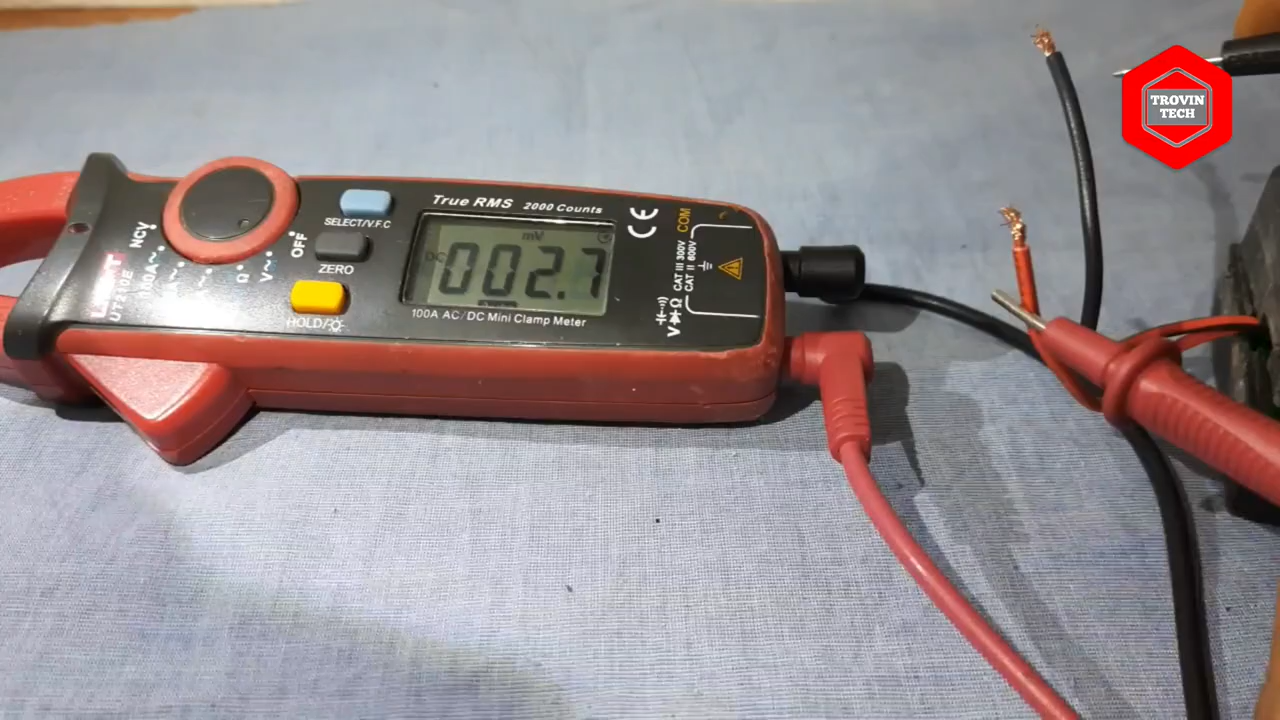 TROVIN
TECH
True RMS 2000 Counts
SELECT/V.F.C
ZERO
HOLD/
NCV
OFF
V~
Ω
mV
DC
002.7
100A AC/DC Mini Clamp Meter
CE
COM
CAT III 300V
CAT II 600V
V Ω